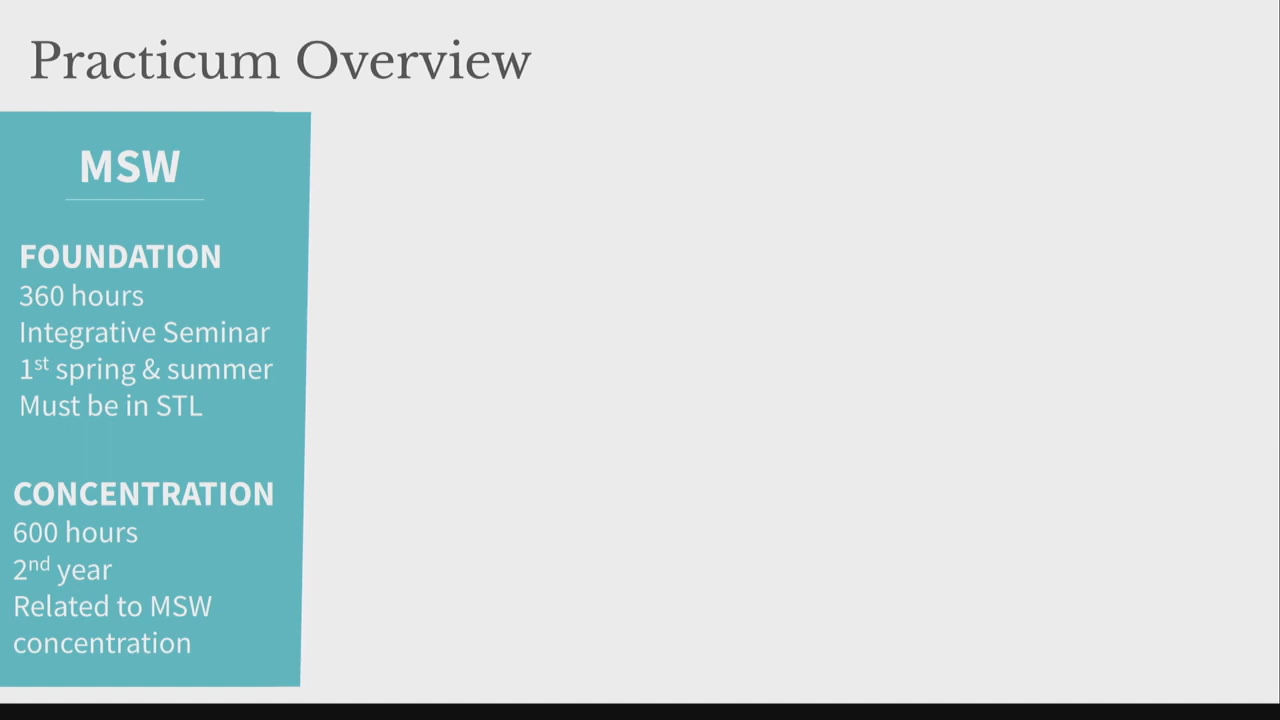 Practicum Overview
MSW
FOUNDATION
360 hours
Integrative Seminar
1st spring & summer
Must be in STL
CONCENTRATION
600 hours
2nd year
Related to MSW
concentration